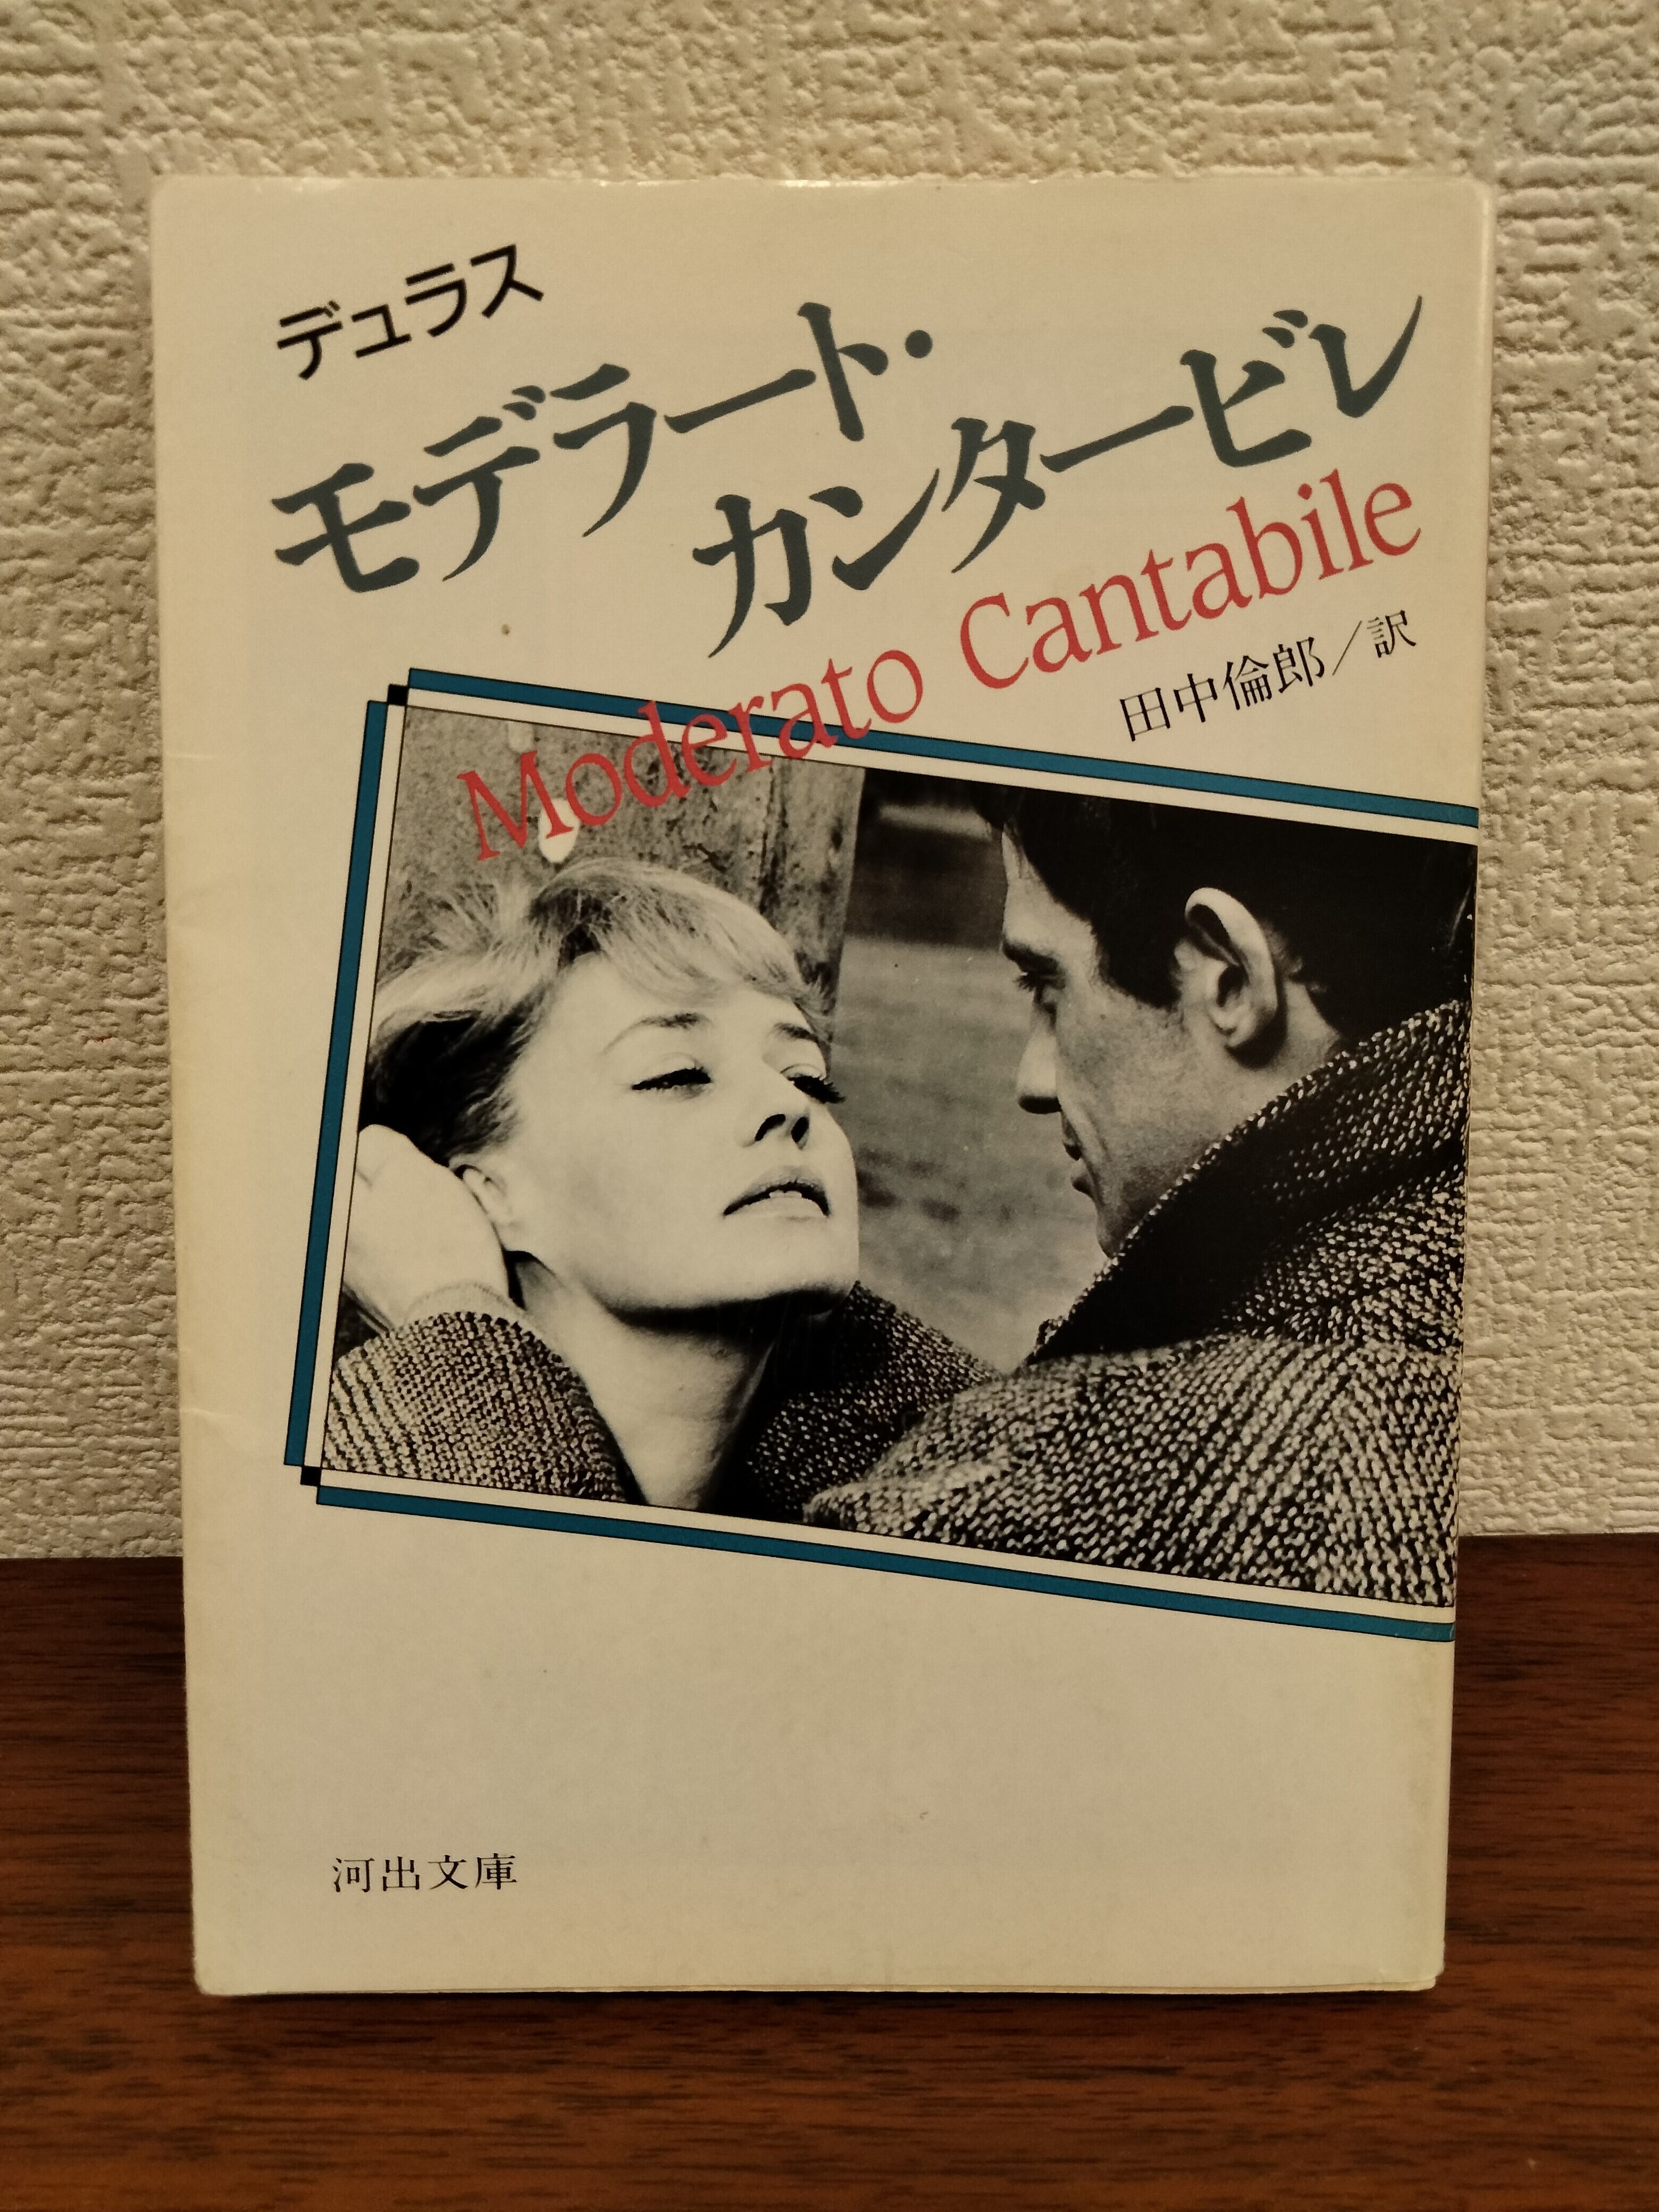 デュラス
モデラート・
カンタービレ
Moderato Cantabile
田中倫郎／訳
河出文庫